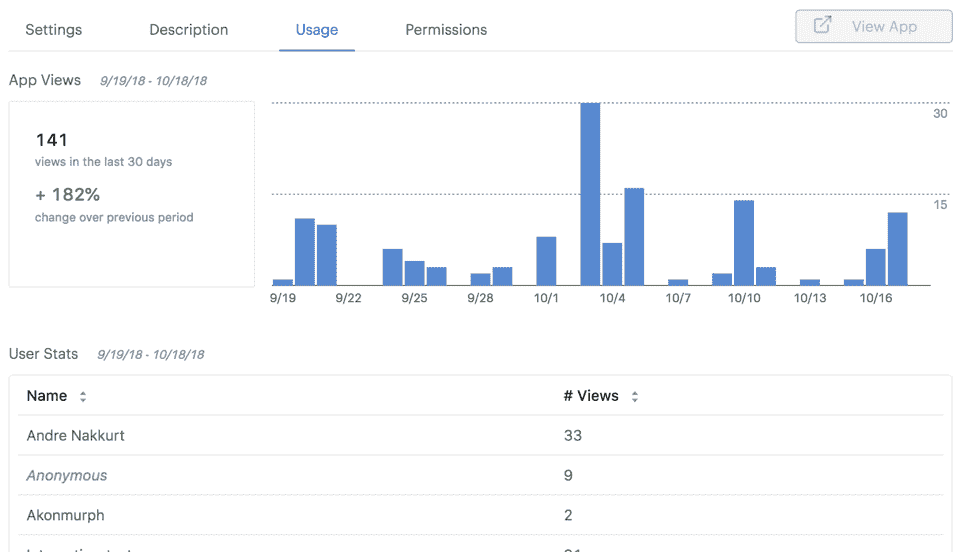 Settings Description Usage Permissions View App
App Views 9/19/18 - 10/18/18
141
views in the last 30 days
+ 182%
change over previous period
30
15
9/19 9/22 9/25 9/28 10/1 10/4 10/7 10/10 10/13 10/16
User Stats 9/19/18 - 10/18/18
Name # Views
Andre Nakkurt 33
Anonymous 9
Akonmurph 2